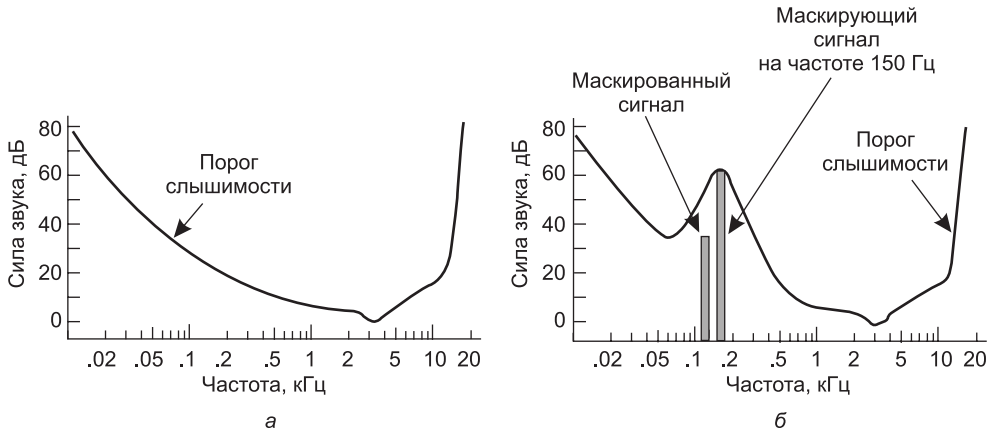 Порог
слышимости
Сила звука, дБ
80
60
40
20
0
.02 .05 .1 .2 .5 1 2 5 10 20
Частота, кГц
а
Маскирующий
сигнал
на частоте 150 Гц
Маскированный
сигнал
Порог
слышимости
Сила звука, дБ
80
60
40
20
0
.02 .05 .1 .2 .5 1 2 5 10 20
Частота, кГц
б